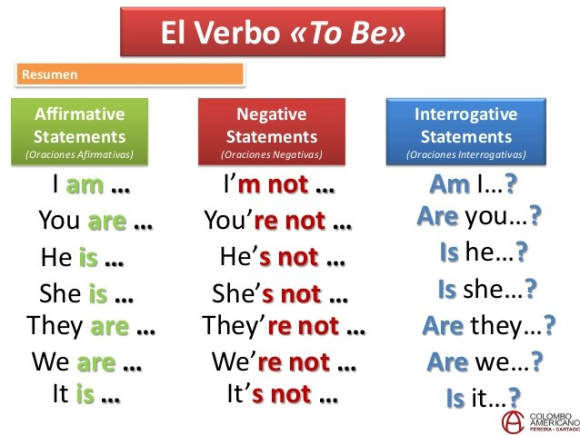 El Verbo «To Be»
Resumen
Affirmative
Statements
(Oraciones Afirmativas)
I am ...
You are ...
He is ...
She is ...
They are ...
We are ...
It is ...
Negative
Statements
(Oraciones Negativas)
I'm not ...
You're not ...
He's not ...
She's not ...
They're not ...
We're not ...
It's not ...
Interrogative
Statements
(Oraciones Interrogativas)
Am I...?
Are you...?
Is he...?
Is she...?
Are they...?
Are we...?
Is it...?
COLOMBO
AMERICANO
PEREIRA - CARTAGO